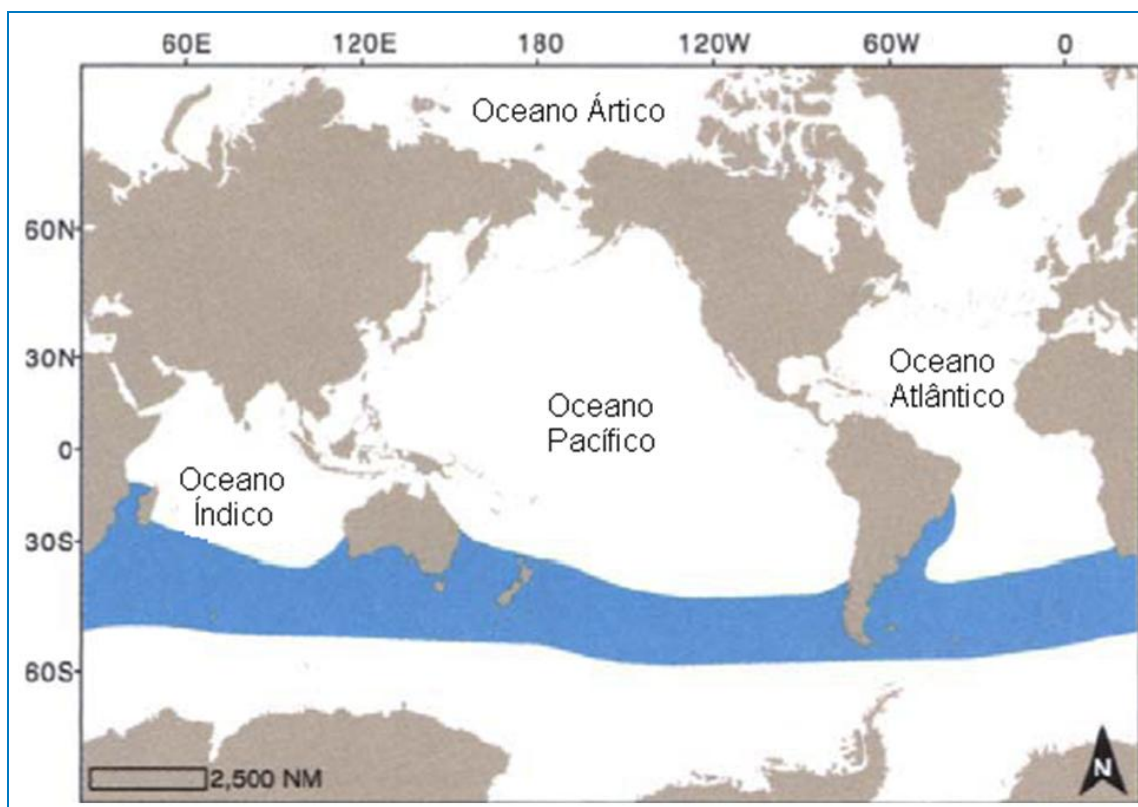 60E 120E 180 120W 60W 0
Oceano Ártico
60N
30N
Oceano
Atlântico
Oceano
Pacífico
0
Oceano
Índico
30S
60S
2,500 NM
N